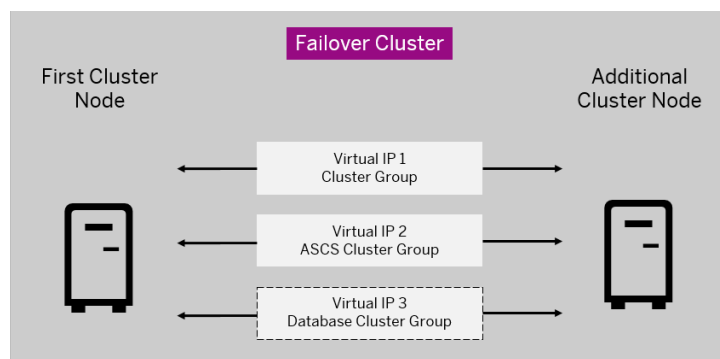 Failover Cluster
First Cluster
Node
Additional
Cluster Node
Virtual IP 1
Cluster Group
Virtual IP 2
ASCS Cluster Group
Virtual IP 3
Database Cluster Group